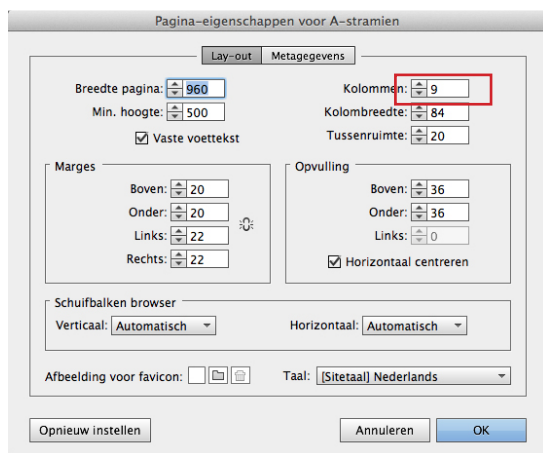 Pagina-eigenschappen voor A-stramien
Lay-out Metagegevens
Breedte pagina: 960 Kolommen: 9
Min. hoogte: 500 Kolombreedte: 84
Vaste voettekst Tussenruimte: 20
Marges Opvulling
Boven: 20 Boven: 36
Onder: 20 Onder: 36
Links: 22 Links: 0
Rechts: 22 Horizontaal centreren
Schuifbalken browser
Verticaal: Automatisch Horizontaal: Automatisch
Afbeelding voor favicon: Taal: [Sitetaal] Nederlands
Opnieuw instellen Annuleren OK